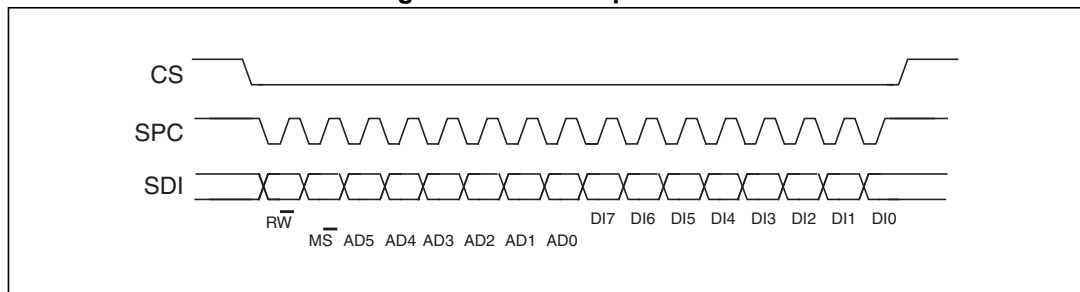 CS
SPC
SDI
RW̅ DI7 DI6 DI5 DI4 DI3 DI2 DI1 DI0
MS̅ AD5 AD4 AD3 AD2 AD1 AD0